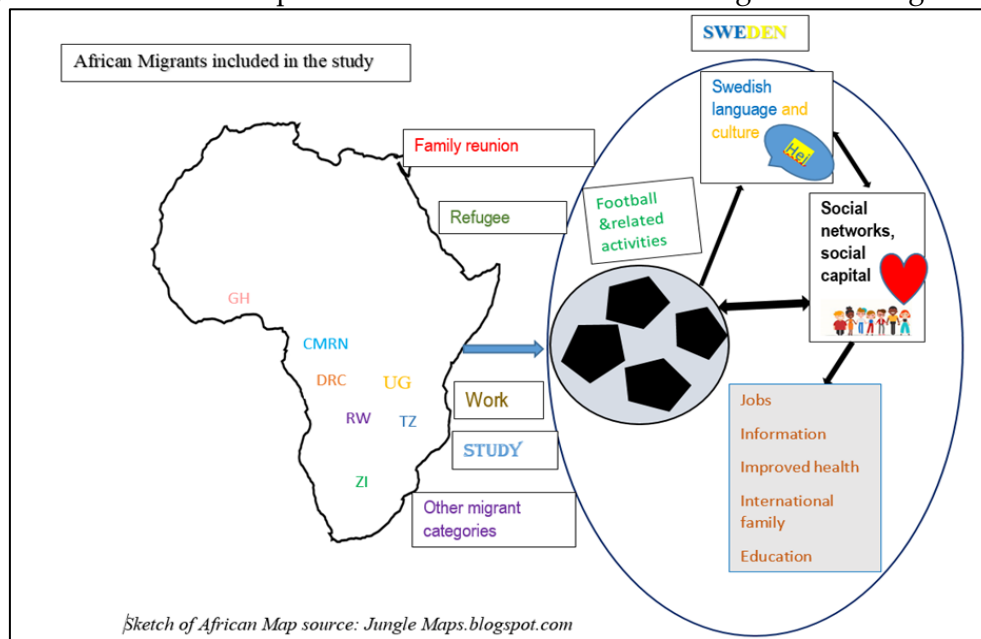 SWEDEN
African Migrants included in the study
Family reunion
Refugee
Work
STUDY
Other migrant
categories
GH
CMRN
DRC
UG
RW
TZ
ZI
Football
&related
activities
Swedish
language and
culture
Hej
Social
networks,
social
capital
Jobs
Information
Improved health
International
family
Education
Sketch of African Map source: Jungle Maps.blogspot.com